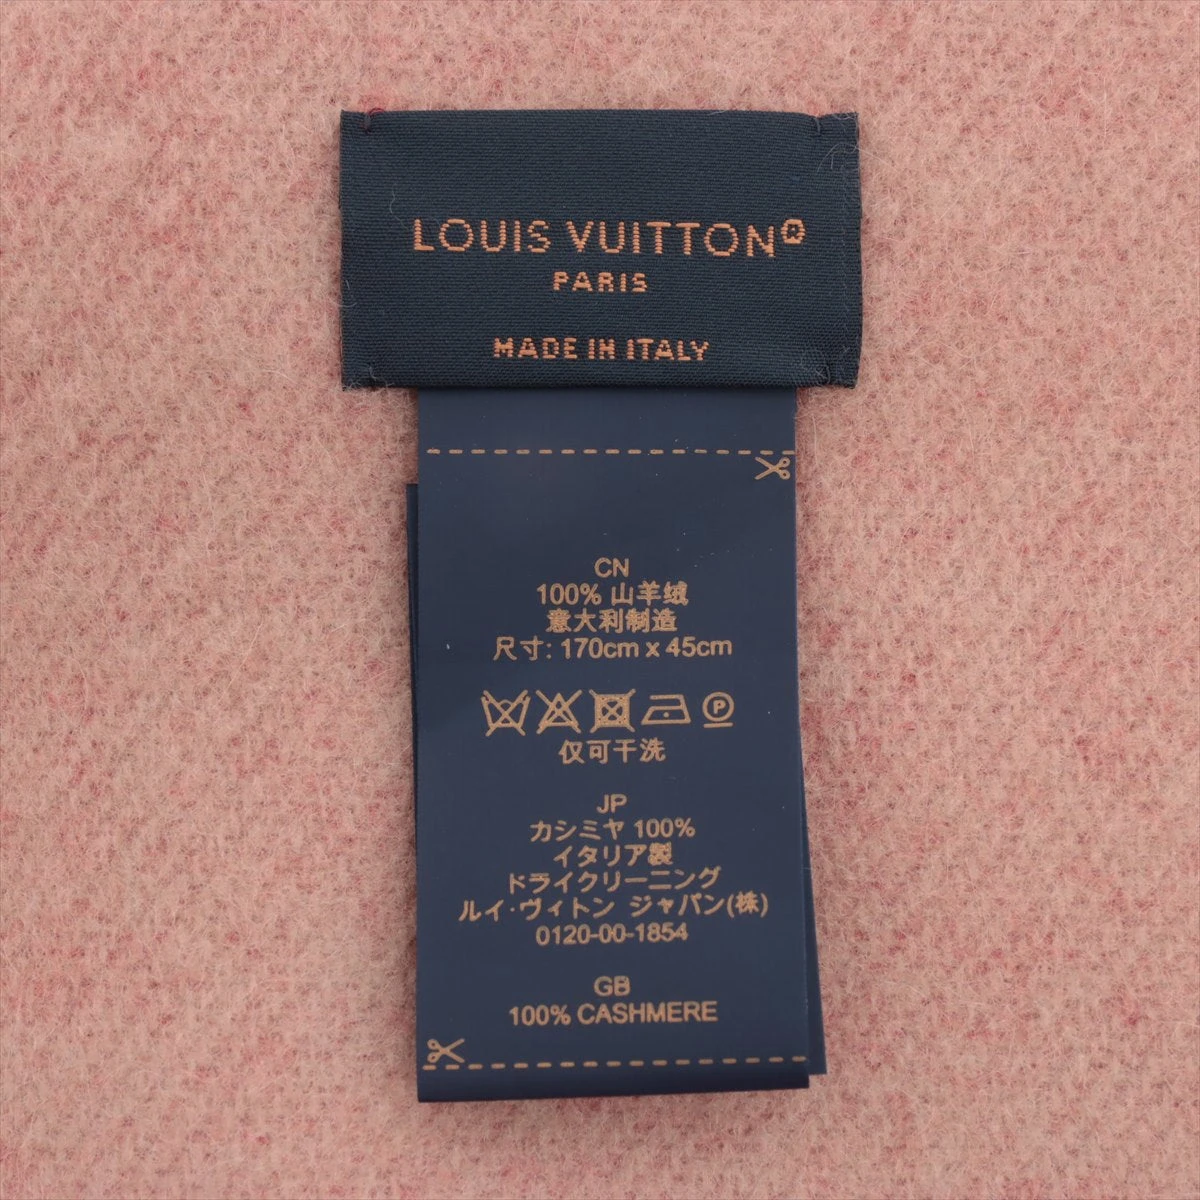 LOUIS VUITTON®
PARIS
MADE IN ITALY
CN
100% 山羊绒
意大利制造
尺寸: 170cm x 45cm
P
仅可干洗
JP
カシミヤ 100%
イタリア製
ドライクリーニング
ルイ·ヴィトン ジャパン(株)
0120-00-1854
GB
100% CASHMERE